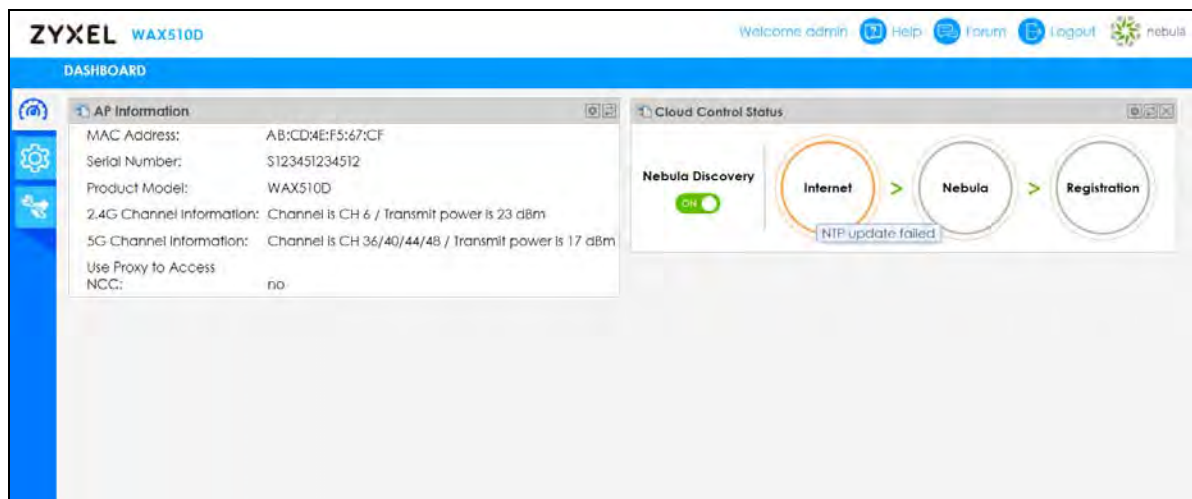 ZYXEL WAX510D
Welcome admin Help Forum Logout nebula
DASHBOARD
AP Information
MAC Address: AB:CD:4E:F5:67:CF
Serial Number: S123451234512
Product Model: WAX510D
2.4G Channel Information: Channel is CH 6 / Transmit power is 23 dBm
5G Channel Information: Channel is CH 36/40/44/48 / Transmit power is 17 dBm
Use Proxy to Access
NCC: no
Cloud Control Status
Nebula Discovery
ON
Internet > Nebula > Registration
NTP update failed